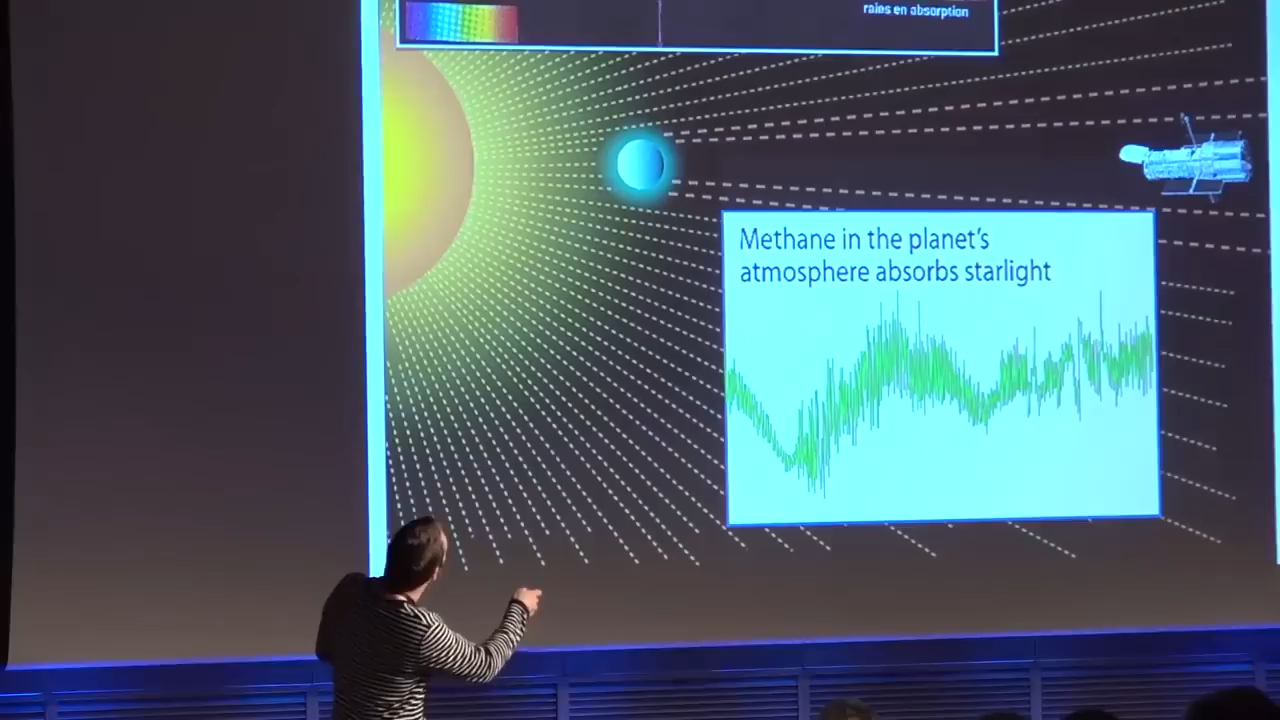 raies en absorption
Methane in the planet's
atmosphere absorbs starlight